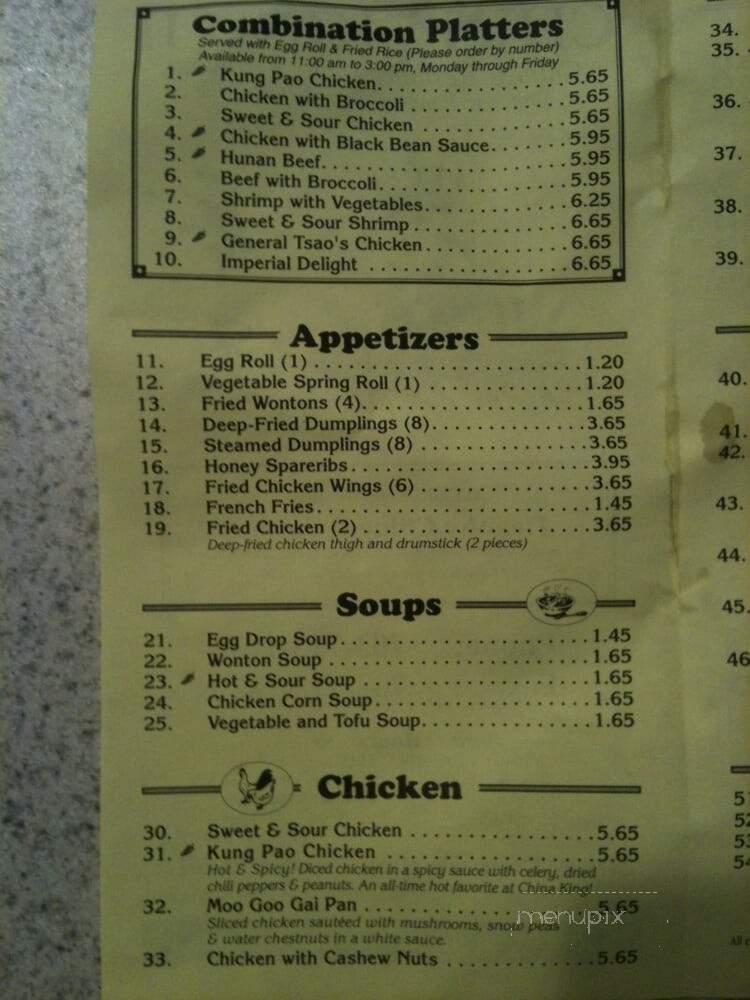 Combination Platters
Served with Egg Roll & Fried Rice (Please order by number)
Available from 11:00 am to 3:00 pm, Monday through Friday
1. Kung Pao Chicken. . . . . . . . . . . . . . . . 5.65
2. Chicken with Broccoli . . . . . . . . . . . . . 5.65
3. Sweet & Sour Chicken . . . . . . . . . . . . 5.65
4. Chicken with Black Bean Sauce. . . . . . . 5.95
5. Hunan Beef. . . . . . . . . . . . . . . . . . . . 5.95
6. Beef with Broccoli. . . . . . . . . . . . . . . . 5.95
7. Shrimp with Vegetables. . . . . . . . . . . . 6.25
8. Sweet & Sour Shrimp . . . . . . . . . . . . . 6.65
9. General Tsao's Chicken . . . . . . . . . . . . 6.65
10. Imperial Delight . . . . . . . . . . . . . . . . . 6.65
Appetizers
11. Egg Roll (1) . . . . . . . . . . . . . . . . . . . . . . . 1.20
12. Vegetable Spring Roll (1) . . . . . . . . . . . . . 1.20
13. Fried Wontons (4). . . . . . . . . . . . . . . . . . . 1.65
14. Deep-Fried Dumplings (8). . . . . . . . . . . . . 3.65
15. Steamed Dumplings (8) . . . . . . . . . . . . . . 3.65
16. Honey Spareribs . . . . . . . . . . . . . . . . . . . . 3.95
17. Fried Chicken Wings (6) . . . . . . . . . . . . . . 3.65
18. French Fries . . . . . . . . . . . . . . . . . . . . . . . 1.45
19. Fried Chicken (2) . . . . . . . . . . . . . . . . . . . 3.65
Deep-fried chicken thigh and drumstick (2 pieces)
Soups
21. Egg Drop Soup . . . . . . . . . . . . . . . . . . . . . 1.45
22. Wonton Soup . . . . . . . . . . . . . . . . . . . . . . 1.65
23. Hot & Sour Soup . . . . . . . . . . . . . . . . . . . 1.65
24. Chicken Corn Soup . . . . . . . . . . . . . . . . . . 1.65
25. Vegetable and Tofu Soup. . . . . . . . . . . . . . 1.65
Chicken
30. Sweet & Sour Chicken . . . . . . . . . . . . . . . 5.65
31. Kung Pao Chicken . . . . . . . . . . . . . . . . . . 5.65
Hot & Spicy! Diced chicken in a spicy sauce with celery, dried
chili peppers & peanuts. An all-time hot favorite at China King!
32. Moo Goo Gai Pan . . . . . . . . . . . . . . . . . . . 5.65
Sliced chicken sautéed with mushrooms, snow peas
& water chestnuts in a white sauce.
33. Chicken with Cashew Nuts . . . . . . . . . . . . 5.65
menupix
34.
35.
36.
37.
38.
39.
40.
41.
42.
43.
44.
45.
46
51
52
53
54